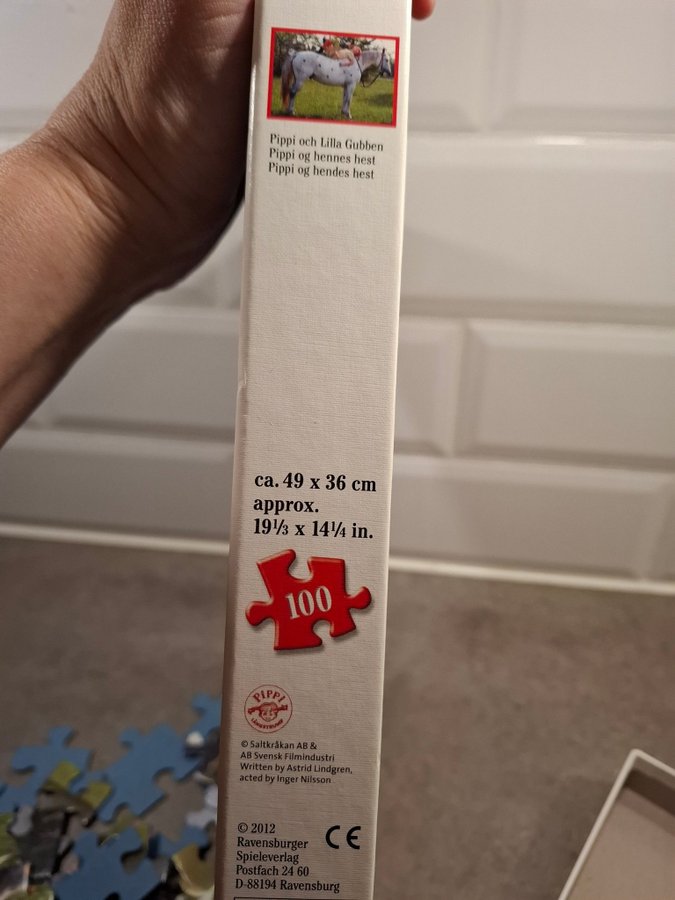 Pippi och Lilla Gubben
Pippi og hennes hest
Pippi og hendes hest
ca. 49 x 36 cm
approx.
19⅓ x 14¼ in.
100
PIPPI
LÅNGSTRUMP
© Saltkråkan AB &
AB Svensk Filmindustri
Written by Astrid Lindgren,
acted by Inger Nilsson
© 2012
Ravensburger
Spieleverlag
Postfach 24 60
D-88194 Ravensburg
CE